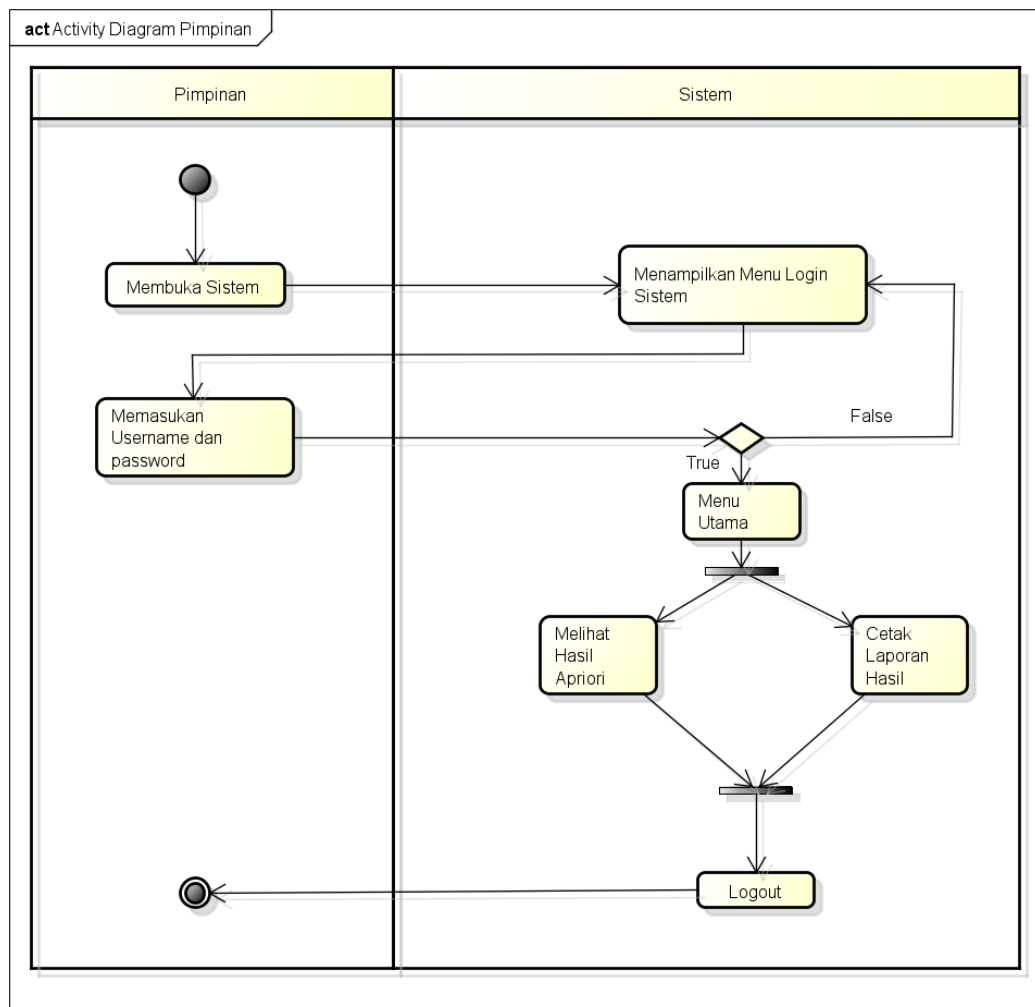 act Activity Diagram Pimpinan
Pimpinan
Sistem
Membuka Sistem
Menampilkan Menu Login
Sistem
Memasukan
Username dan
password
False
True
Menu
Utama
Melihat
Hasil
Apriori
Cetak
Laporan
Hasil
Logout